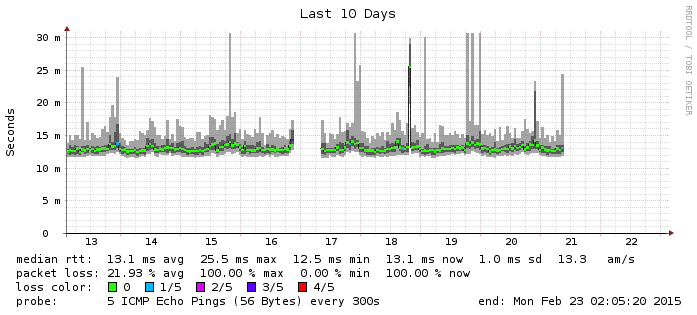 Last 10 Days
RRDTOOL / TOBI OETIKER
Seconds
30 m
25 m
20 m
15 m
10 m
5 m
0
13 14 15 16 17 18 19 20 21 22
median rtt: 13.1 ms avg 25.5 ms max 12.5 ms min 13.1 ms now 1.0 ms sd 13.3 am/s
packet loss: 21.93 % avg 100.00 % max 0.00 % min 100.00 % now
loss color: 0 1/5 2/5 3/5 4/5
probe: 5 ICMP Echo Pings (56 Bytes) every 300s end: Mon Feb 23 02:05:20 2015